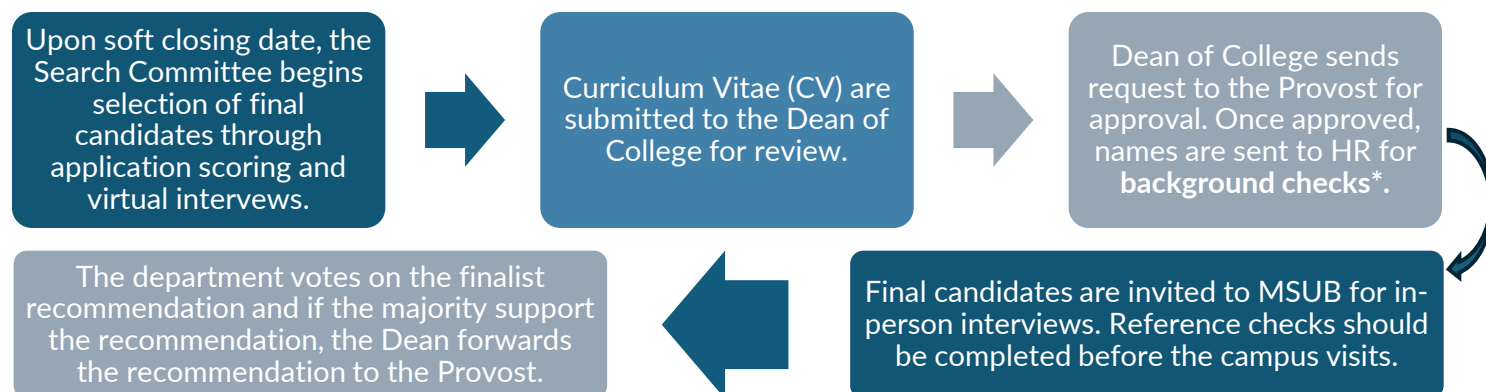 Upon soft closing date, the
Search Committee begins
selection of final
candidates through
application scoring and
virtual intervews.
Curriculum Vitae (CV) are
submitted to the Dean of
College for review.
Dean of College sends
request to the Provost for
approval. Once approved,
names are sent to HR for
background checks*.
Final candidates are invited to MSUB for in-
person interviews. Reference checks should
be completed before the campus visits.
The department votes on the finalist
recommendation and if the majority support
the recommendation, the Dean forwards
the recommendation to the Provost.